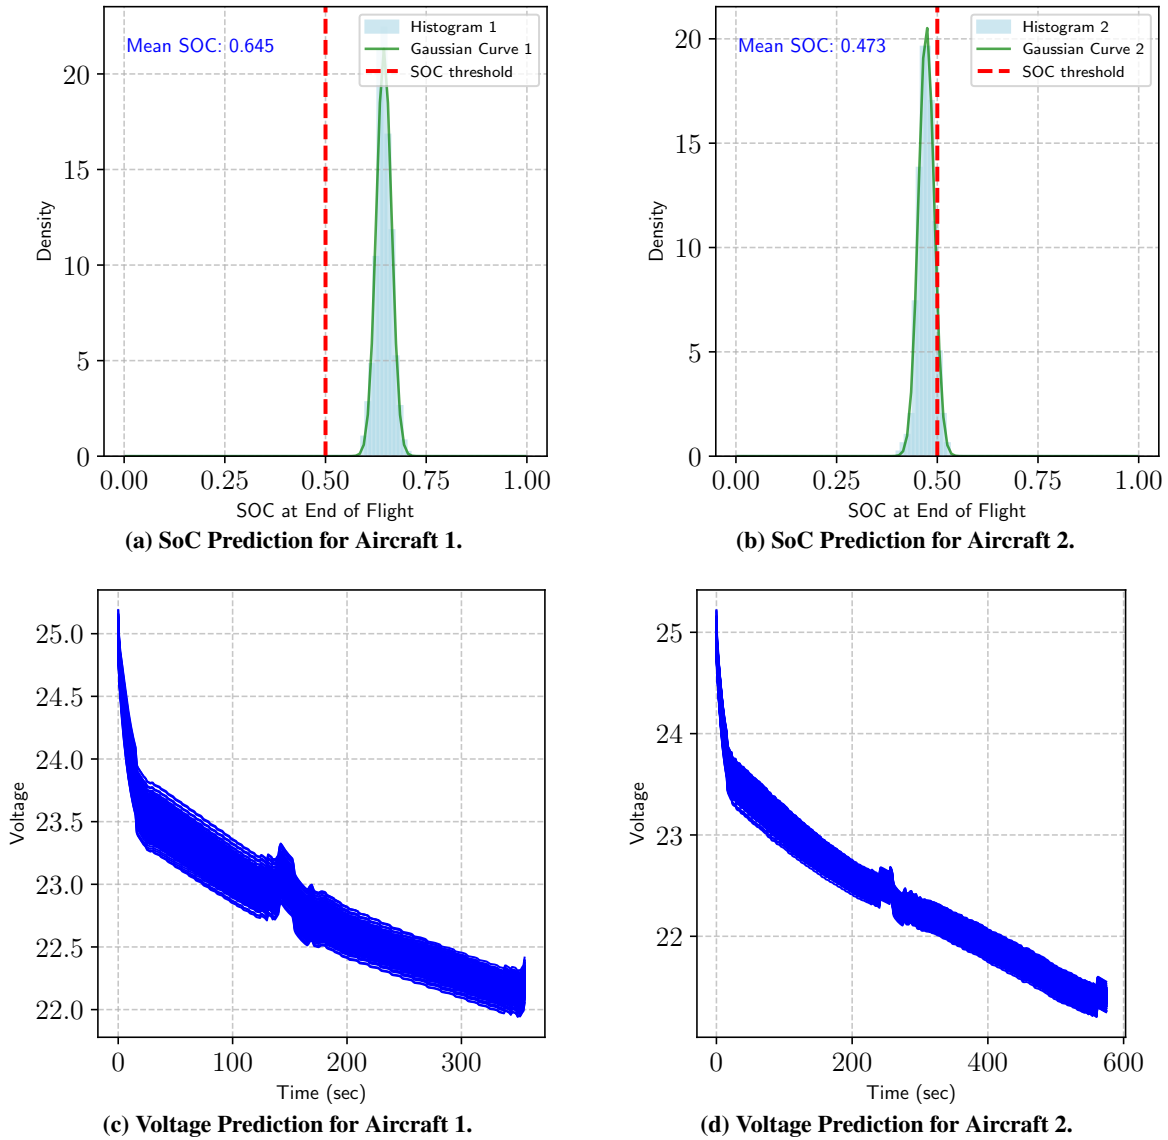 Mean SOC: 0.645
Histogram 1
Gaussian Curve 1
SOC threshold
Density
20
15
10
5
0
0.00 0.25 0.50 0.75 1.00
SOC at End of Flight
(a) SoC Prediction for Aircraft 1.
Mean SOC: 0.473
Histogram 2
Gaussian Curve 2
SOC threshold
Density
20
15
10
5
0
0.00 0.25 0.50 0.75 1.00
SOC at End of Flight
(b) SoC Prediction for Aircraft 2.
Voltage
25.0
24.5
24.0
23.5
23.0
22.5
22.0
0 100 200 300
Time (sec)
(c) Voltage Prediction for Aircraft 1.
Voltage
25
24
23
22
0 200 400 600
Time (sec)
(d) Voltage Prediction for Aircraft 2.